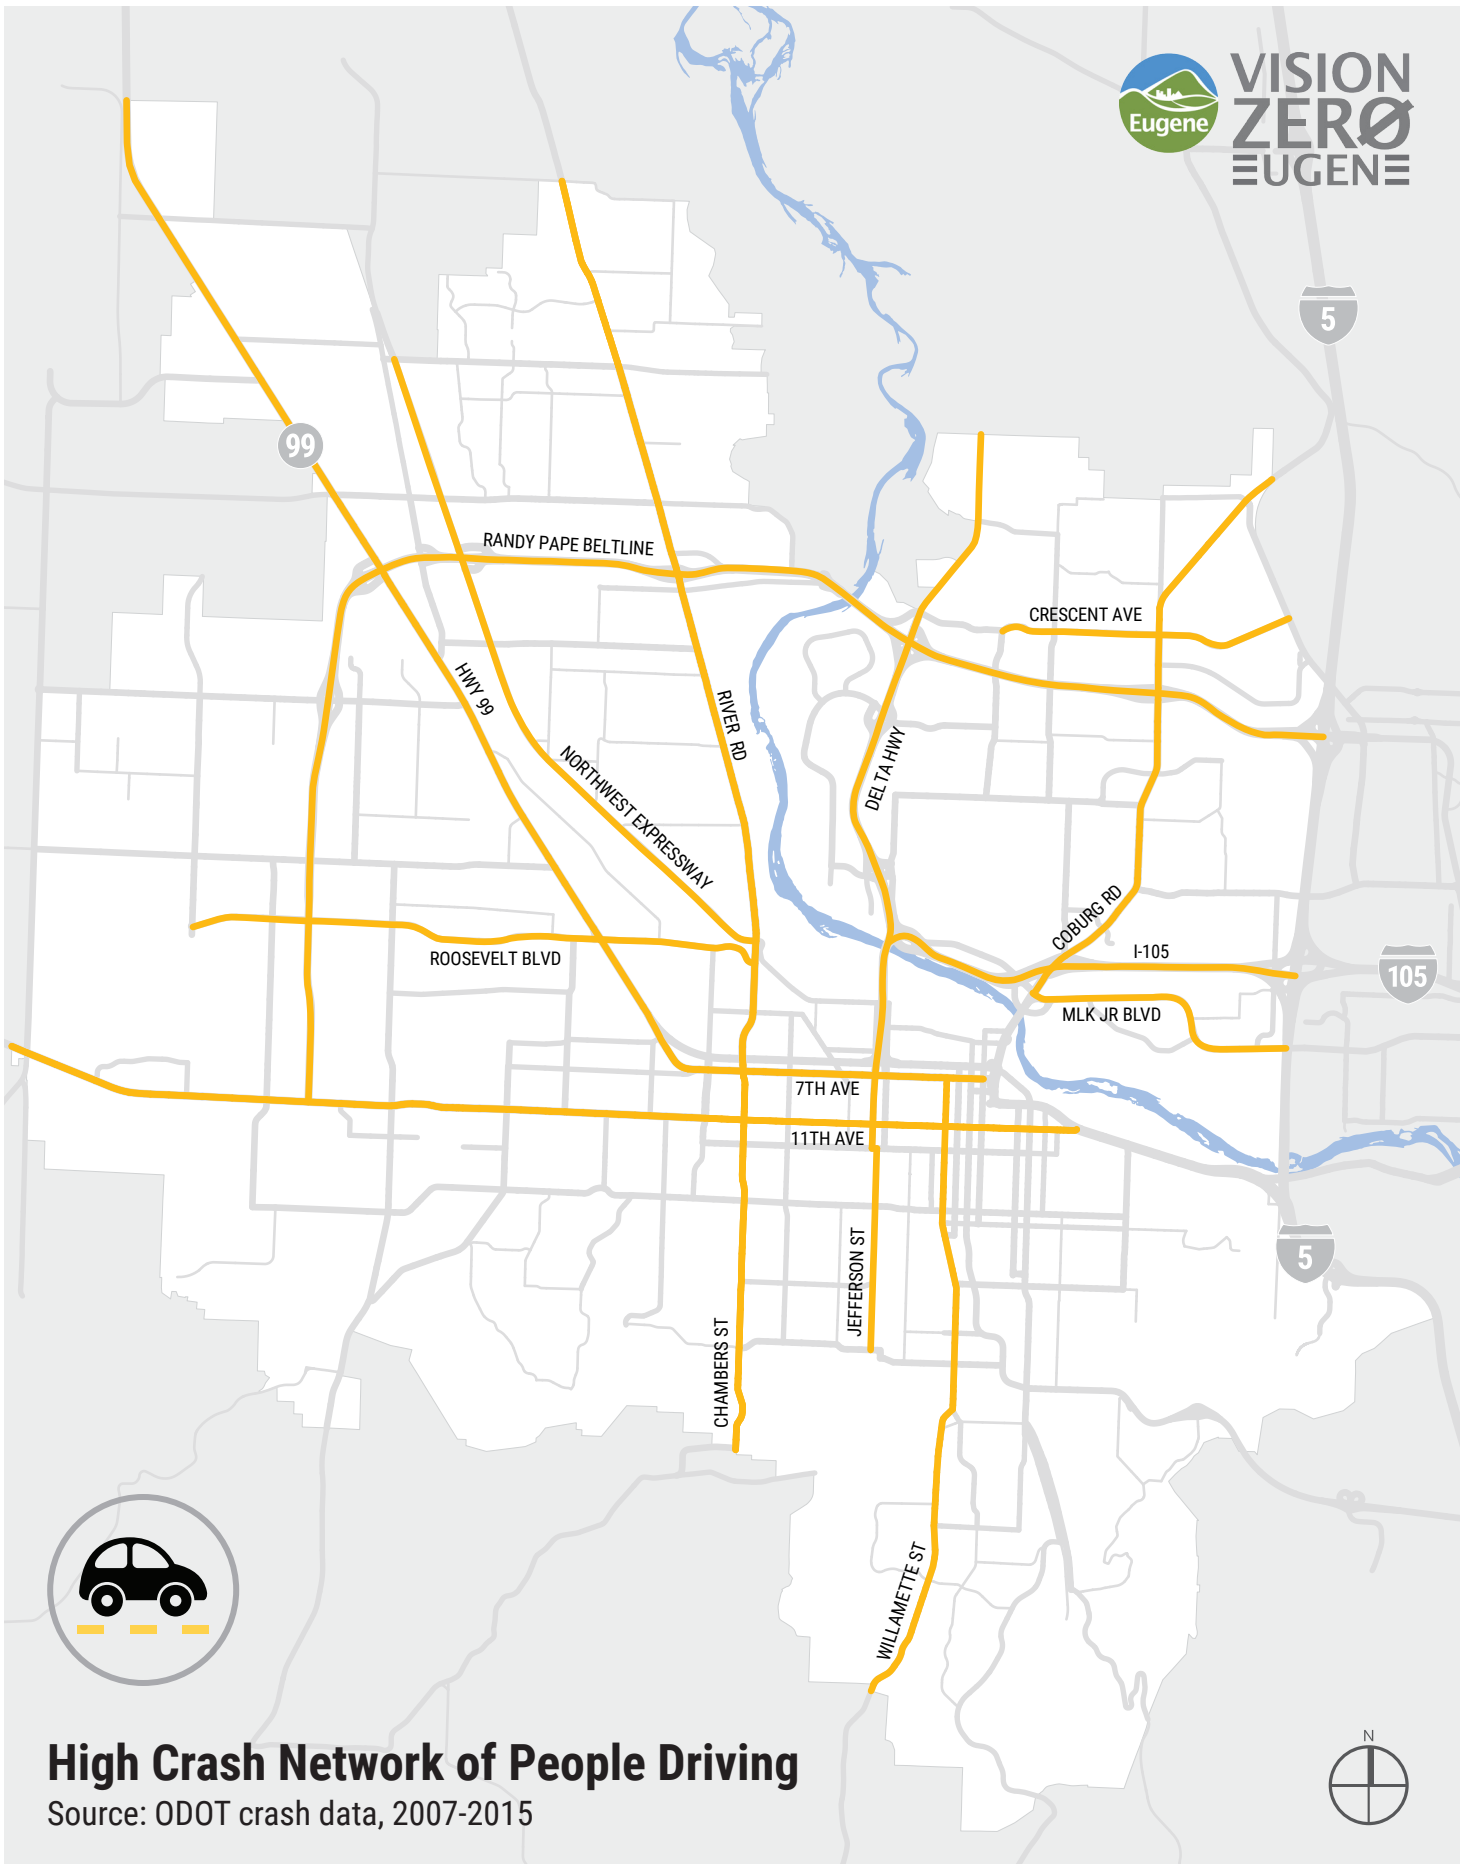 VISION
ZERØ
EUGENE
Eugene
5
99
RANDY PAPE BELTLINE
CRESCENT AVE
HWY 99
RIVER RD
NORTHWEST EXPRESSWAY
DELTA HWY
COBURG RD
I-105
105
ROOSEVELT BLVD
MLK JR BLVD
7TH AVE
11TH AVE
JEFFERSON ST
5
CHAMBERS ST
WILLAMETTE ST
N
High Crash Network of People Driving
Source: ODOT crash data, 2007-2015